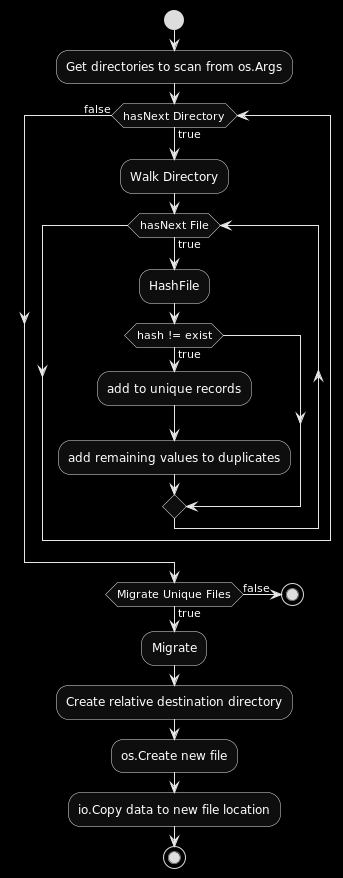 Get directories to scan from os.Args
false
hasNext Directory
true
Walk Directory
hasNext File
true
HashFile
hash != exist
true
add to unique records
add remaining values to duplicates
Migrate Unique Files
false
true
Migrate
Create relative destination directory
os.Create new file
io.Copy data to new file location